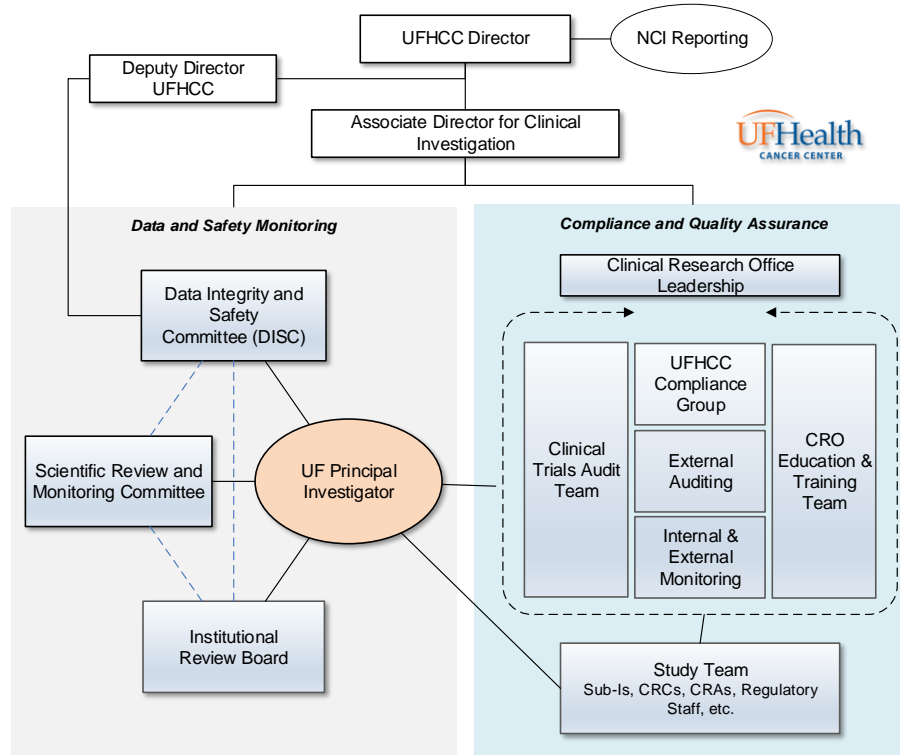 UFHCC Director
NCI Reporting
Deputy Director
UFHCC
Associate Director for Clinical
Investigation
UFHealth
CANCER CENTER
Data and Safety Monitoring
Compliance and Quality Assurance
Clinical Research Office
Leadership
Data Integrity and
Safety
Committee (DISC)
UFHCC
Compliance
Group
Clinical
Trials Audit
Team
External
Auditing
CRO
Education &
Training
Team
Scientific Review and
Monitoring Committee
UF Principal
Investigator
Internal &
External
Monitoring
Institutional
Review Board
Study Team
Sub-Is, CRCs, CRAs, Regulatory
Staff, etc.